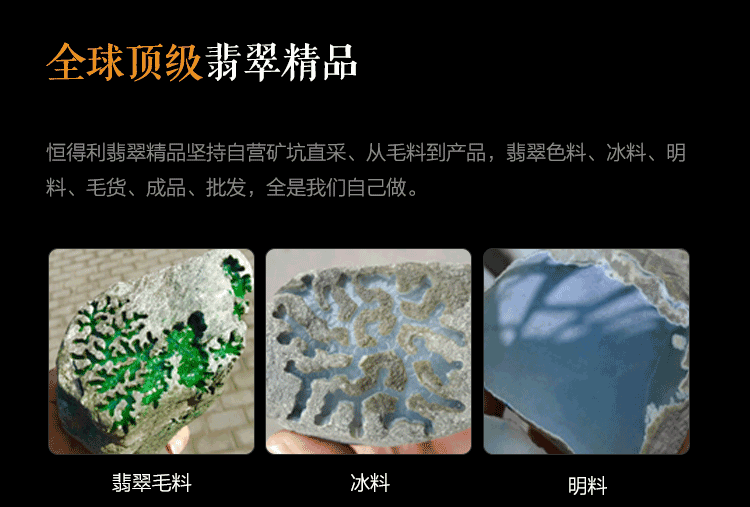 全球顶级翡翠精品
恒得利翡翠精品坚持自营矿坑直采、从毛料到产品，翡翠色料、冰料、明
料、毛货、成品、批发，全是我们自己做。
翡翠毛料
冰料
明料